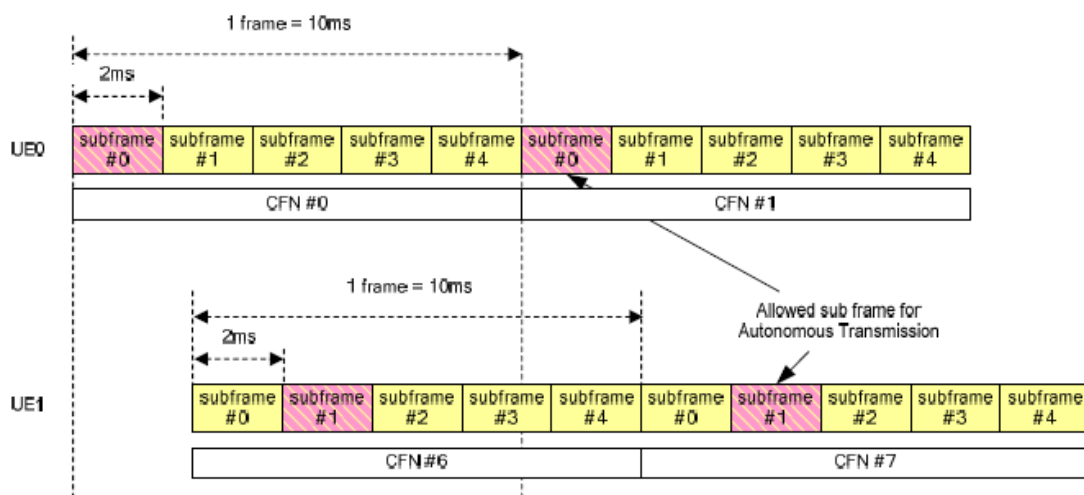 1 frame = 10ms
2ms
UE0
subframe #0 subframe #1 subframe #2 subframe #3 subframe #4 subframe #0 subframe #1 subframe #2 subframe #3 subframe #4
CFN #0 CFN #1
1 frame = 10ms
Allowed sub frame for
Autonomous Transmission
2ms
UE1
subframe #0 subframe #1 subframe #2 subframe #3 subframe #4 subframe #0 subframe #1 subframe #2 subframe #3 subframe #4
CFN#6 CFN #7